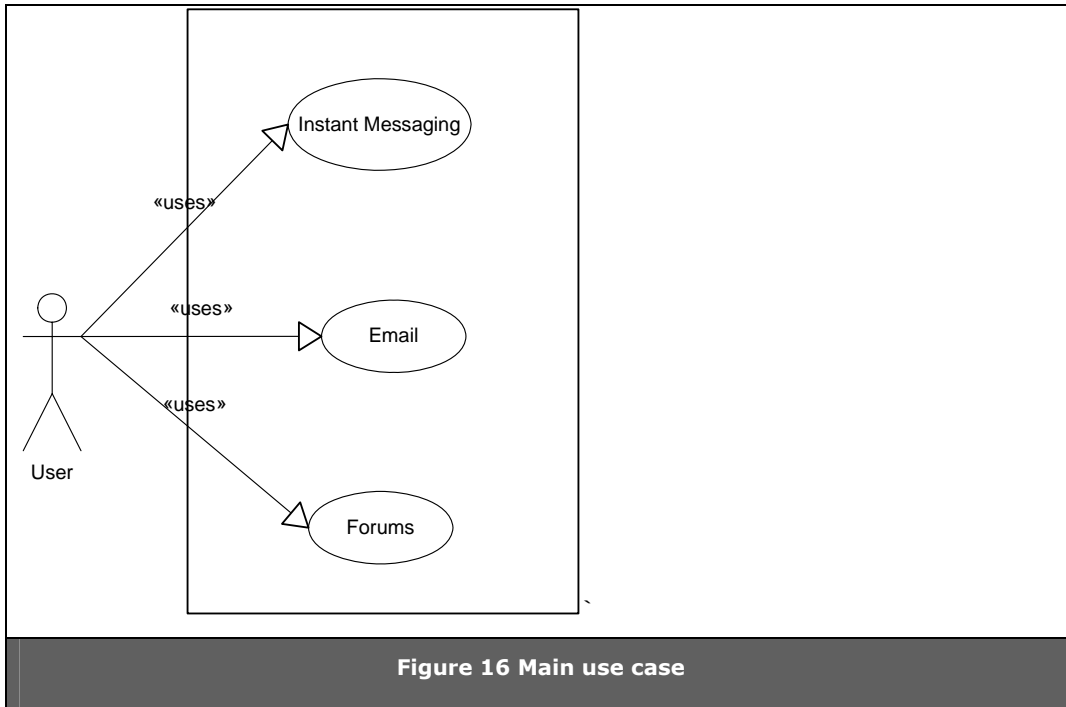 Instant Messaging
«uses»
«uses»
Email
«uses»
User
Forums
`
Figure 16 Main use case